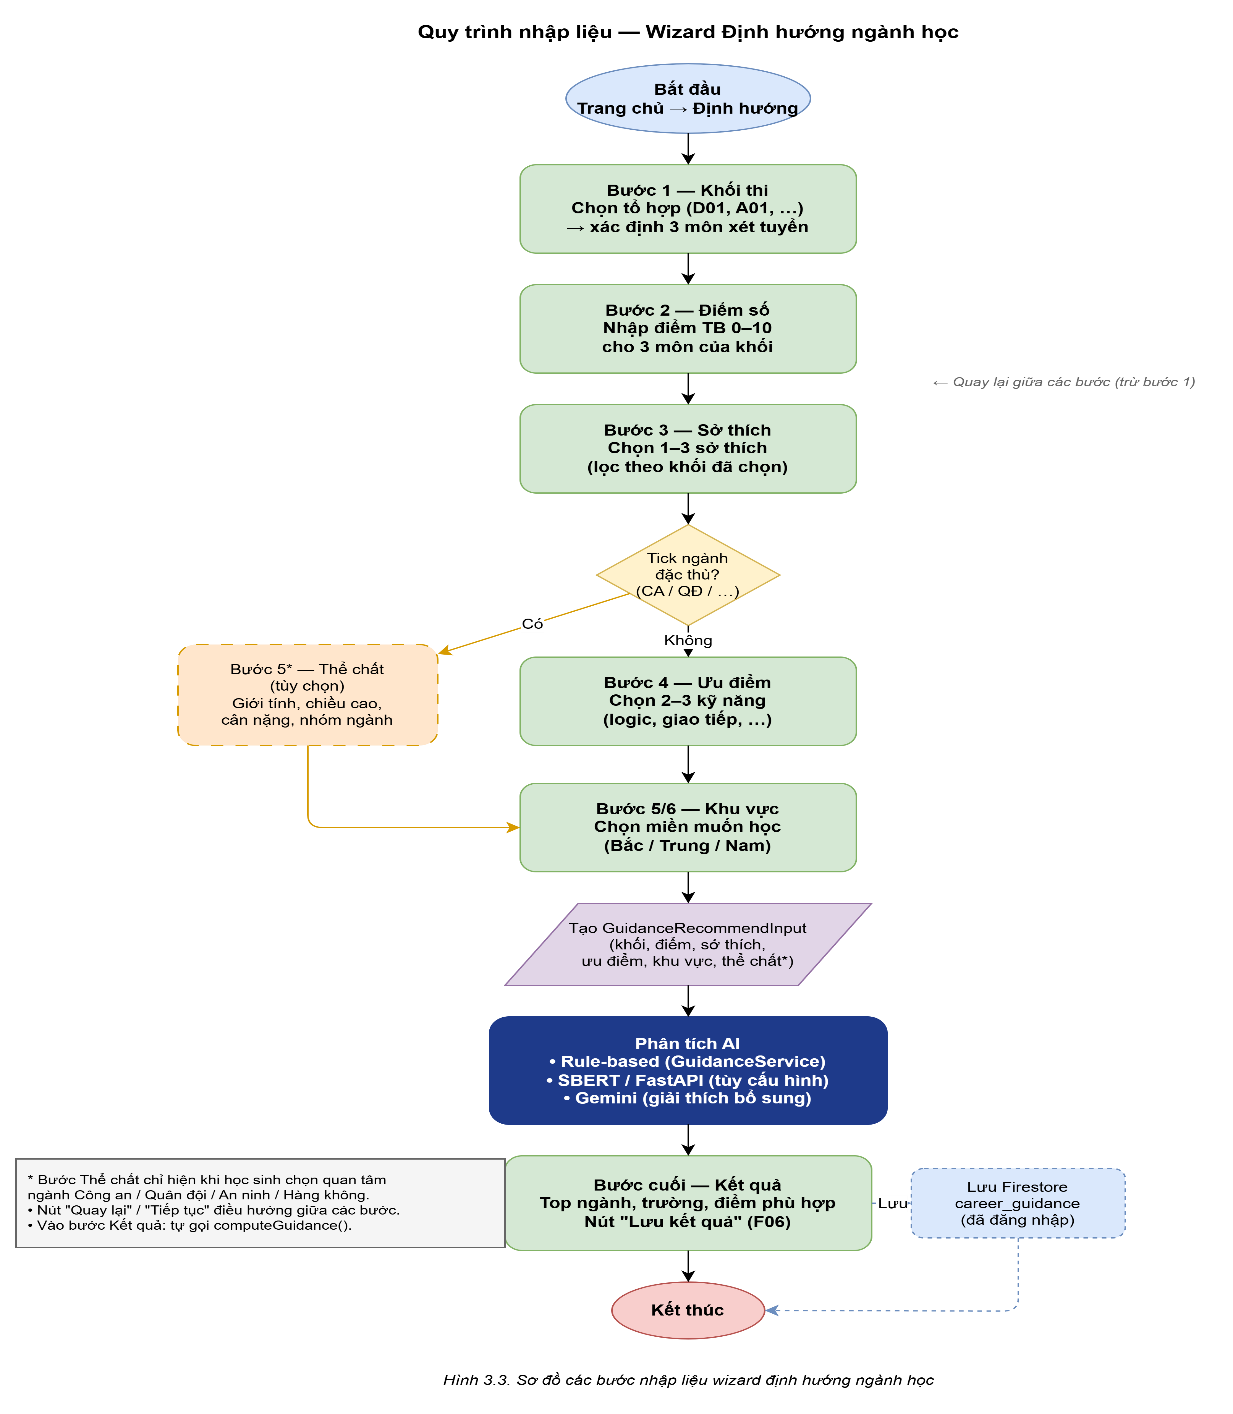 Quy trình nhập liệu — Wizard Định hướng ngành học
Bắt đầu
Trang chủ → Định hướng
Bước 1 — Khối thi
Chọn tổ hợp (D01, A01, ...)
→ xác định 3 môn xét tuyển
Bước 2 — Điểm số
Nhập điểm TB 0–10
cho 3 môn của khối
← Quay lại giữa các bước (trừ bước 1)
Bước 3 — Sở thích
Chọn 1–3 sở thích
(lọc theo khối đã chọn)
Tick ngành
đặc thù?
(CA / QĐ / ...)
Có
Không
Bước 5* — Thể chất
(tùy chọn)
Giới tính, chiều cao,
cân nặng, nhóm ngành
Bước 4 — Ưu điểm
Chọn 2–3 kỹ năng
(logic, giao tiếp, ...)
Bước 5/6 — Khu vực
Chọn miền muốn học
(Bắc / Trung / Nam)
Tạo GuidanceRecommendInput
(khối, điểm, sở thích,
ưu điểm, khu vực, thể chất*)
Phân tích AI
• Rule-based (GuidanceService)
• SBERT / FastAPI (tùy cấu hình)
• Gemini (giải thích bổ sung)
* Bước Thể chất chỉ hiện khi học sinh chọn quan tâm
ngành Công an / Quân đội / An ninh / Hàng không.
• Nút "Quay lại" / "Tiếp tục" điều hướng giữa các bước.
• Vào bước Kết quả: tự gọi computeGuidance().
Bước cuối — Kết quả
Top ngành, trường, điểm phù hợp
Nút "Lưu kết quả" (F06)
Lưu
Lưu Firestore
career_guidance
(đã đăng nhập)
Kết thúc
Hình 3.3. Sơ đồ các bước nhập liệu wizard định hướng ngành học